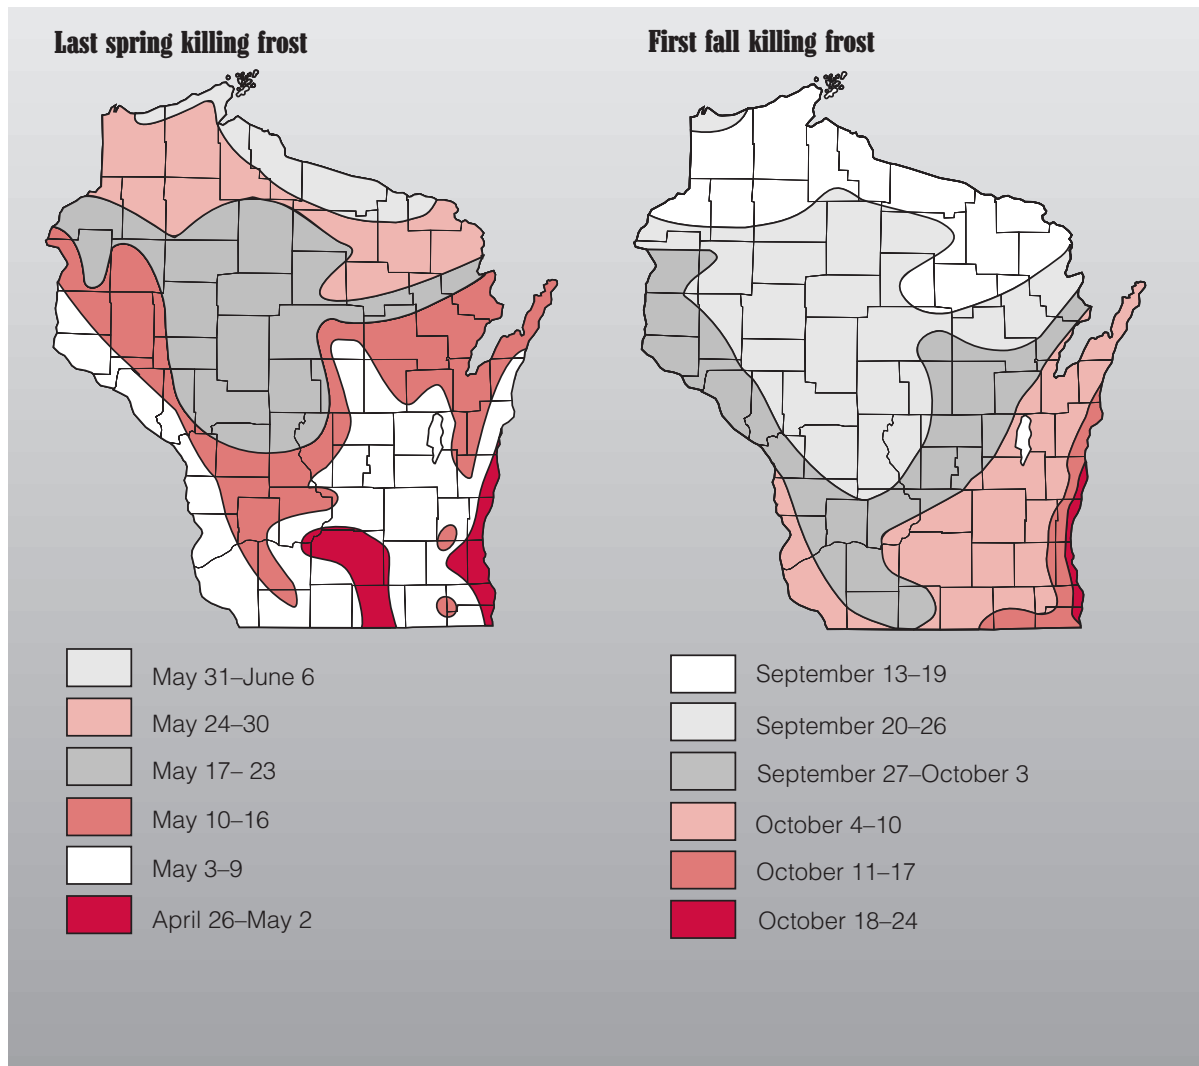 Last spring killing frost
First fall killing frost
May 31–June 6
May 24–30
May 17– 23
May 10–16
May 3–9
April 26–May 2
September 13–19
September 20–26
September 27–October 3
October 4–10
October 11–17
October 18–24